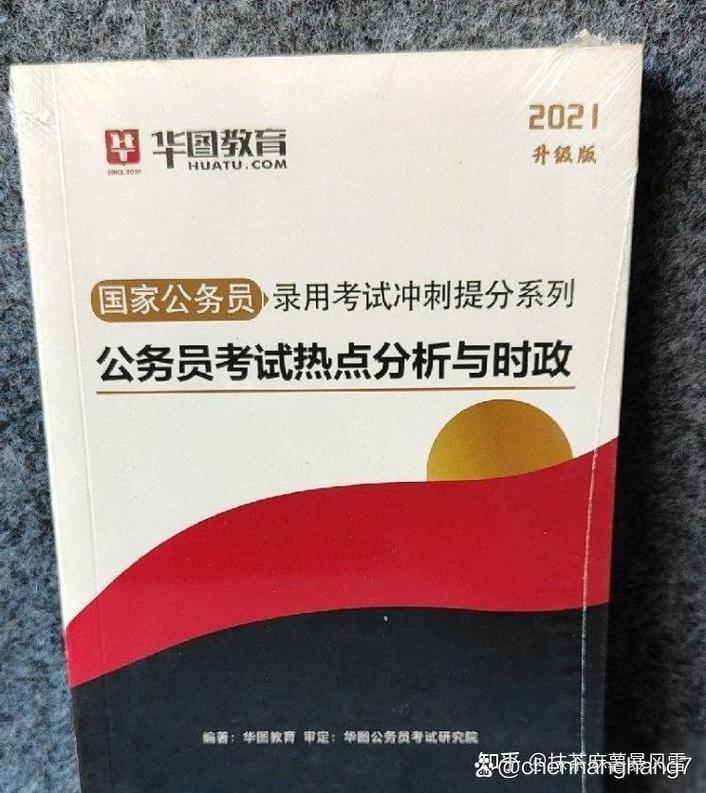 华图教育
HUATU.COM
SINCE 2001
2021
升级版
国家公务员 录用考试冲刺提分系列
公务员考试热点分析与时政
编著：华图教育 审定：华图公务员考试研究院
知乎
@chenhanghang7